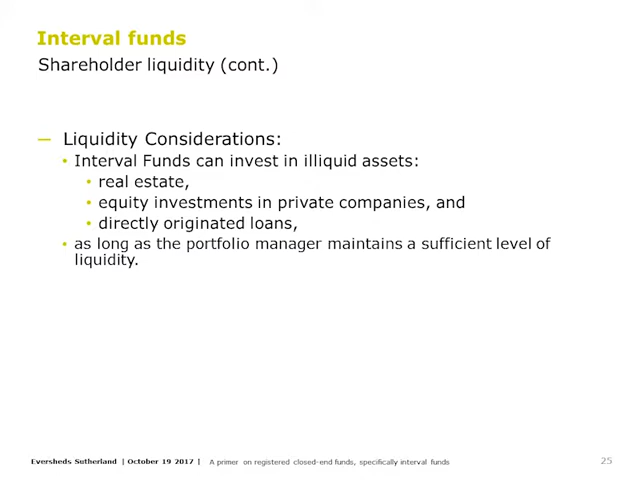 Interval funds
Shareholder liquidity (cont.)
— Liquidity Considerations:
• Interval Funds can invest in illiquid assets:
• real estate,
• equity investments in private companies, and
• directly originated loans,
• as long as the portfolio manager maintains a sufficient level of
liquidity.
Eversheds Sutherland | October 19 2017 | A primer on registered closed-end funds, specifically interval funds 25